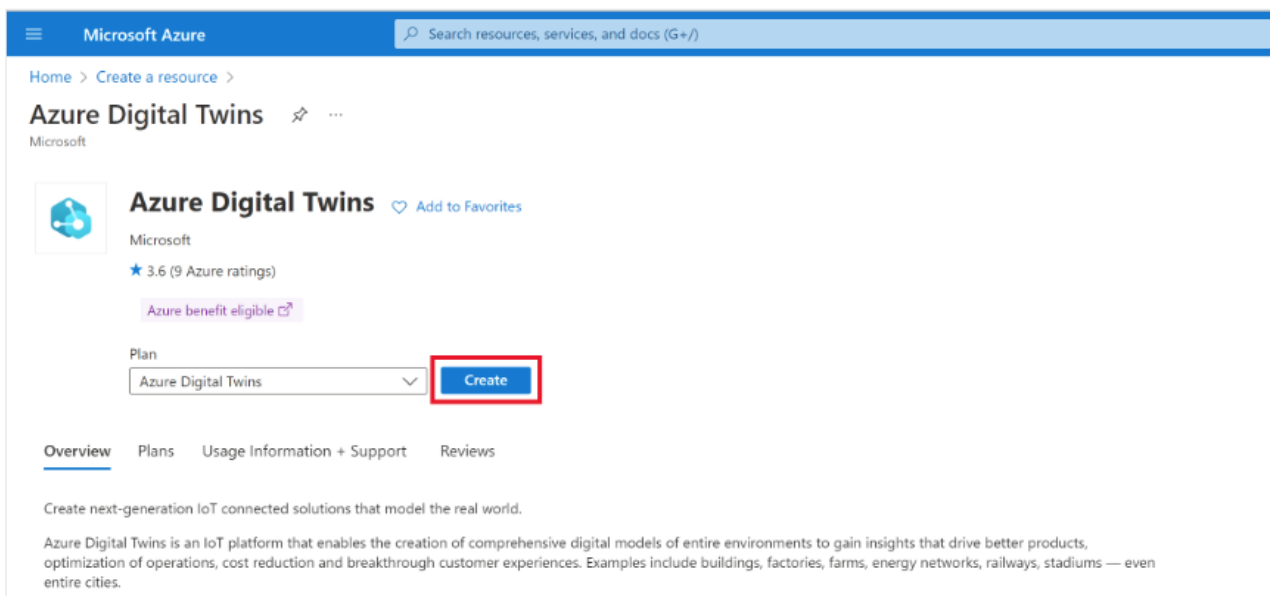 Microsoft Azure
Search resources, services, and docs (G+/)
Home > Create a resource >
Azure Digital Twins ...
Microsoft
Azure Digital Twins Add to Favorites
Microsoft
3.6 (9 Azure ratings)
Azure benefit eligible
Plan
Azure Digital Twins
Create
Overview Plans Usage Information + Support Reviews
Create next-generation IoT connected solutions that model the real world.
Azure Digital Twins is an IoT platform that enables the creation of comprehensive digital models of entire environments to gain insights that drive better products,
optimization of operations, cost reduction and breakthrough customer experiences. Examples include buildings, factories, farms, energy networks, railways, stadiums — even
entire cities.